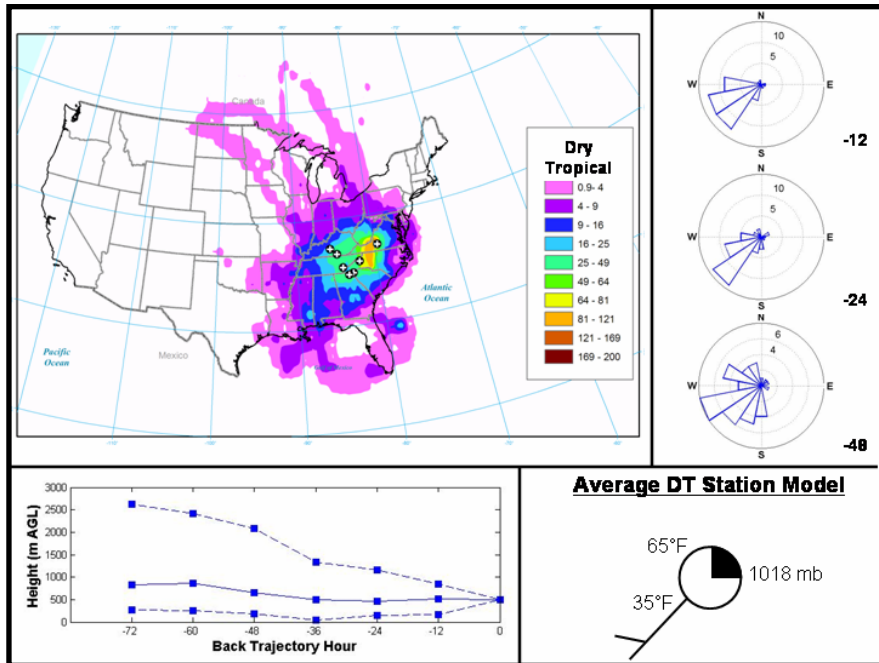 Canada
Mexico
Pacific
Ocean
Atlantic
Ocean
Dry
Tropical
0.9- 4
4 - 9
9 - 16
16 - 25
25 - 49
49 - 64
64 - 81
81 - 121
121 - 169
169 - 200
N
10
5
W
E
S
-12
N
10
5
W
E
S
-24
N
6
4
W
E
S
-48
3000
2500
2000
1500
1000
500
0
Height (m AGL)
-72
-60
-48
-36
-24
-12
0
Back Trajectory Hour
Average DT Station Model
65°F
1018 mb
35°F